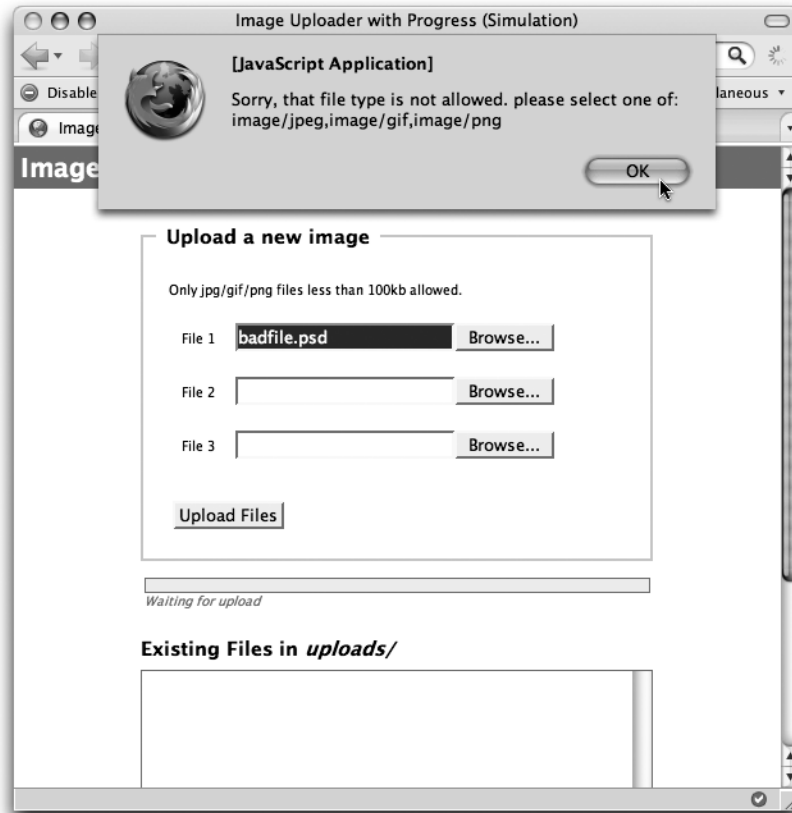 Image Uploader with Progress (Simulation)
[JavaScript Application]
Sorry, that file type is not allowed. please select one of:
image/jpeg,image/gif,image/png
OK
Disable
laneous
Image
Image
Upload a new image
Only jpg/gif/png files less than 100kb allowed.
File 1 badfile.psd Browse...
File 2 Browse...
File 3 Browse...
Upload Files
Waiting for upload
Existing Files in uploads/